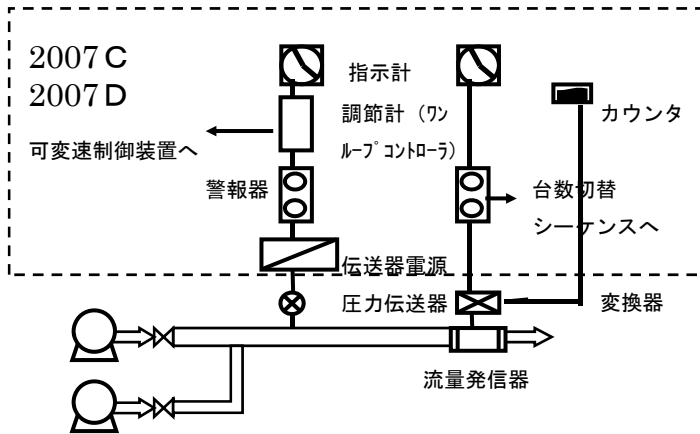 2007C
2007D
可変速制御装置へ
指示計
調節計（ワン
ループコントローラ）
警報器
伝送器電源
圧力伝送器
カウンタ
台数切替
シーケンスへ
変換器
流量発信器